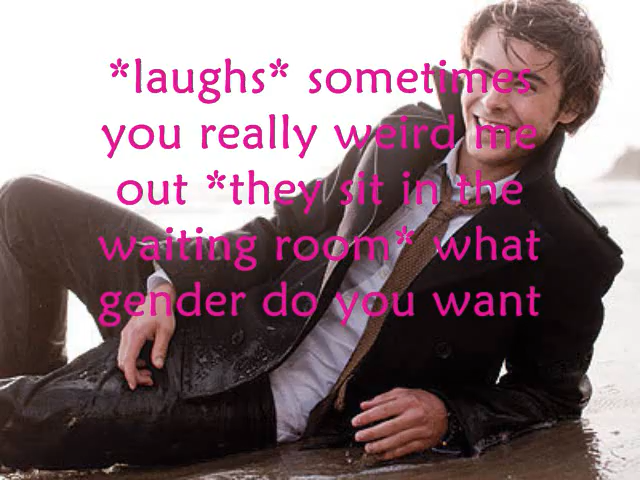 *laughs* sometimes
you really weird me
out *they sit in the
waiting room* what
gender do you want